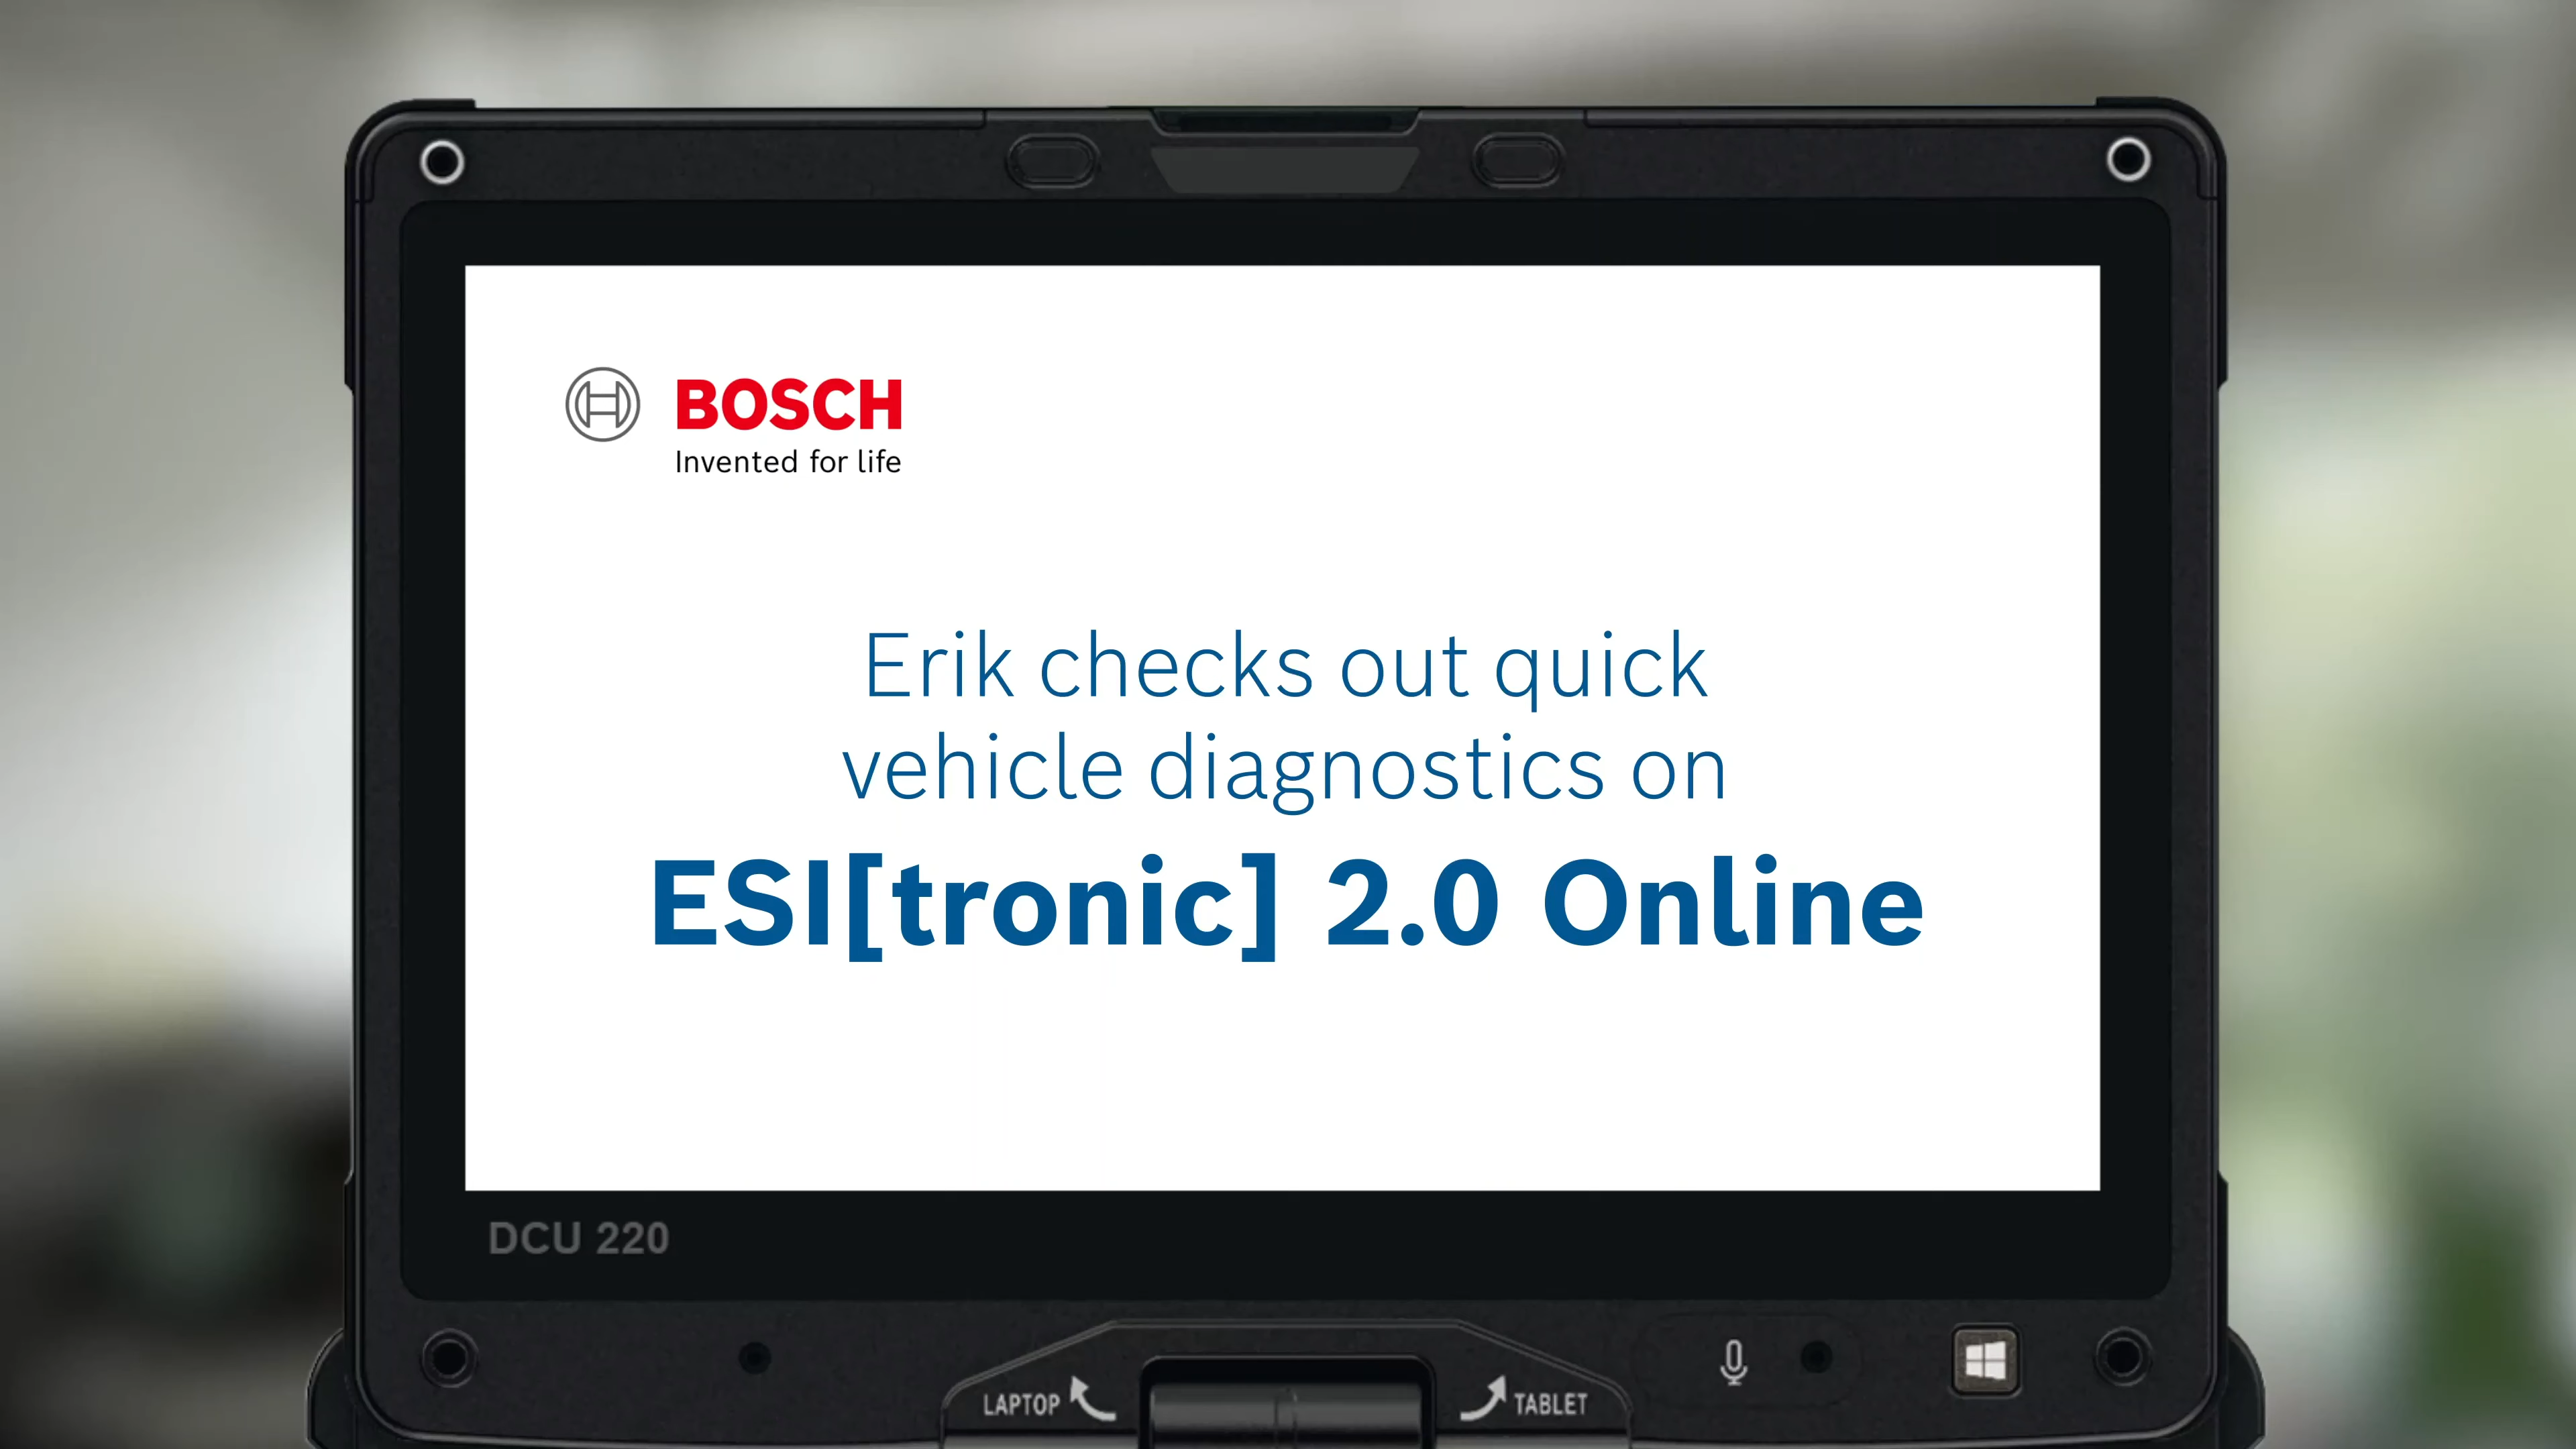 BOSCH
Invented for life
Erik checks out quick
vehicle diagnostics on
ESI[tronic] 2.0 Online
DCU 220
LAPTOP
TABLET